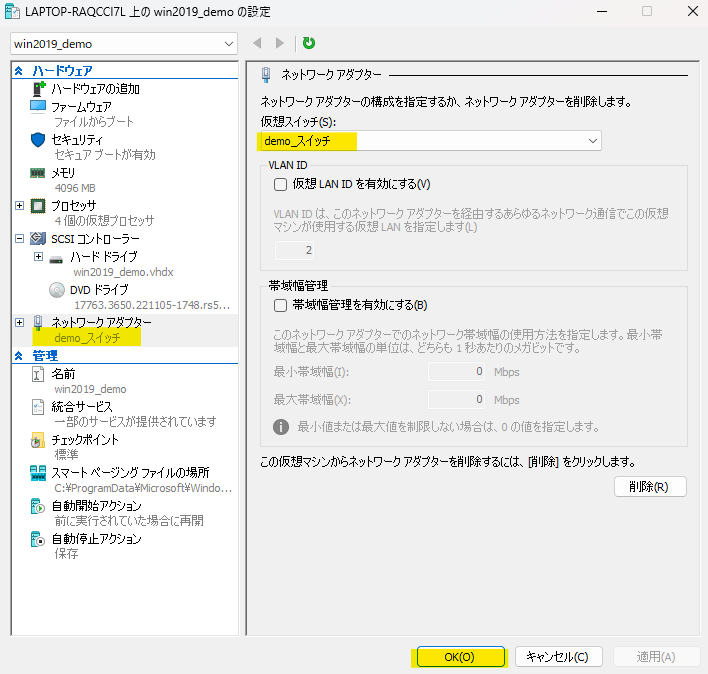 LAPTOP-RAQCCI7L 上の win2019_demo の設定
win2019_demo
ハードウェア
ハードウェアの追加
ファームウェア
ファイルからブート
セキュリティ
セキュア ブートが有効
メモリ
4096 MB
プロセッサ
4 個の仮想プロセッサ
SCSI コントローラー
ハード ドライブ
win2019_demo.vhdx
DVD ドライブ
17763.3650.221105-1748.rs5...
ネットワーク アダプター
demo_スイッチ
管理
名前
win2019_demo
統合サービス
一部のサービスが提供されています
チェックポイント
標準
スマート ページング ファイルの場所
C:¥ProgramData¥Microsoft¥Windo...
自動開始アクション
前に実行されていた場合に再開
自動停止アクション
保存
ネットワーク アダプター
ネットワーク アダプターの構成を指定するか、ネットワーク アダプターを削除します。
仮想スイッチ(S):
demo_スイッチ
VLAN ID
仮想 LAN ID を有効にする(V)
VLAN ID は、このネットワーク アダプターを経由するあらゆるネットワーク通信でこの仮想
マシンが使用する仮想 LAN を指定します(L)
2
帯域幅管理
帯域幅管理を有効にする(B)
このネットワーク アダプターでのネットワーク帯域幅の使用方法を指定します。最小帯
域幅と最大帯域幅の単位は、どちらも 1 秒あたりのメガビットです。
最小帯域幅(I): 0 Mbps
最大帯域幅(X): 0 Mbps
最小値または最大値を制限しない場合は、0 の値を指定します。
この仮想マシンからネットワーク アダプターを削除するには、[削除] をクリックします。
削除(R)
OK(O) キャンセル(C) 適用(A)